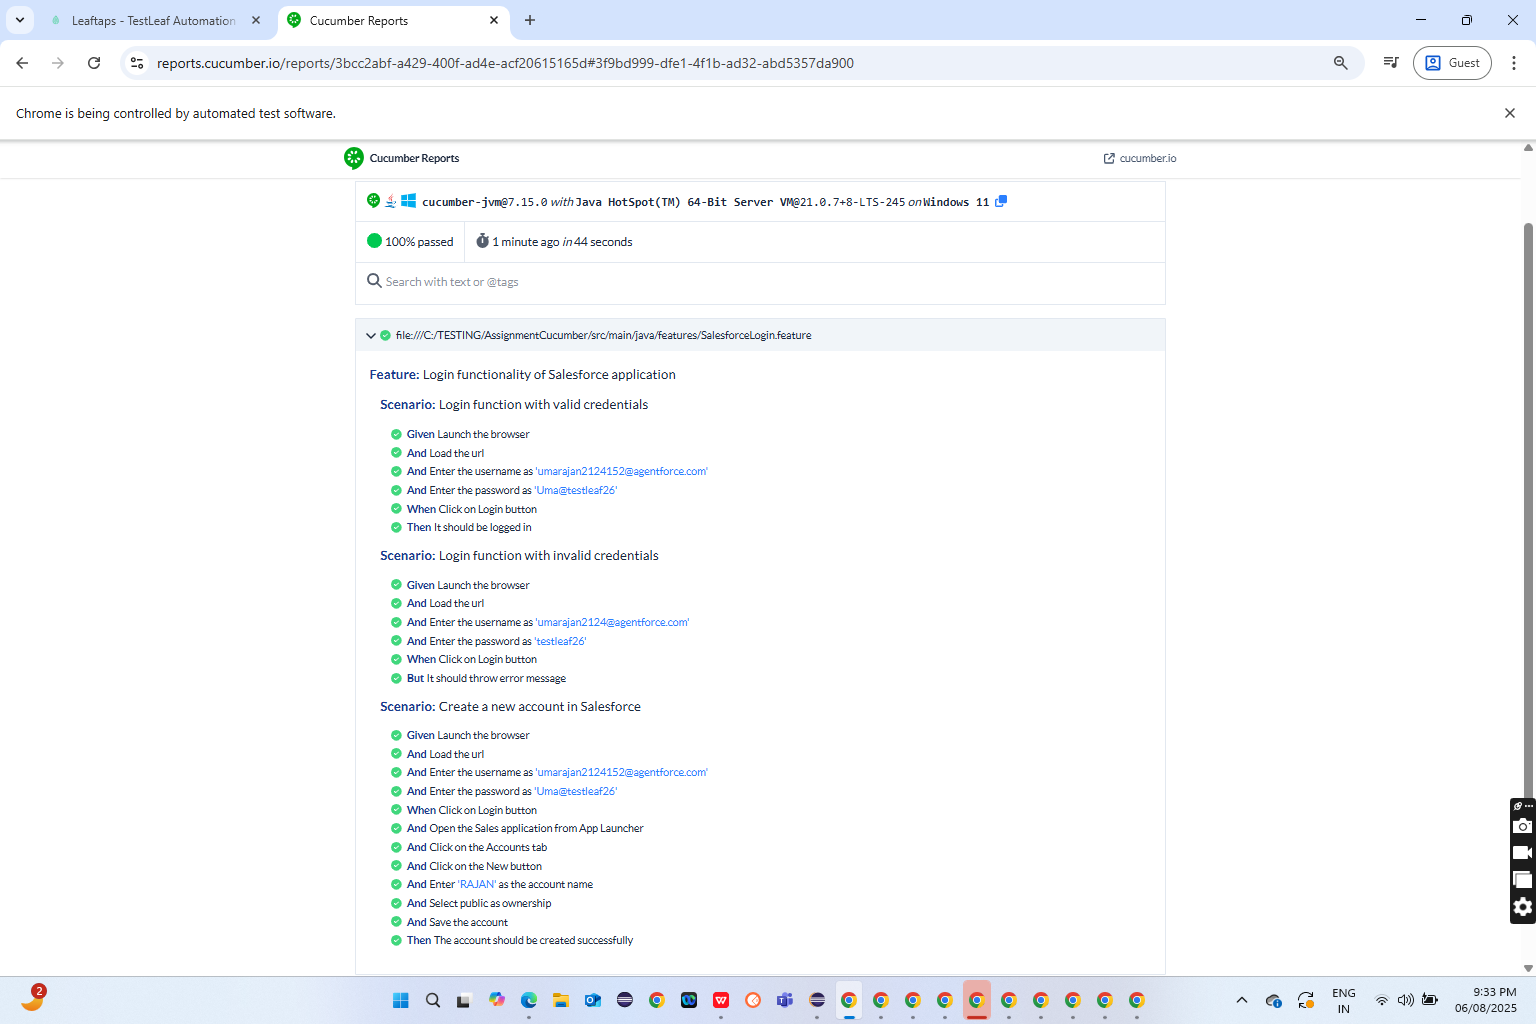 Leaftaps - TestLeaf Automation
Cucumber Reports
reports.cucumber.io/reports/3bcc2abf-a429-400f-ad4e-acf20615165d#3f9bd999-dfe1-4f1b-ad32-abd5357da900
Guest
Chrome is being controlled by automated test software.
Cucumber Reports
cucumber.io
cucumber-jvm@7.15.0 with Java HotSpot(TM) 64-Bit Server VM@21.0.7+8-LTS-245 on Windows 11
100% passed
1 minute ago in 44 seconds
Search with text or @tags
file:///C:/TESTING/AssignmentCucumber/src/main/java/features/SalesforceLogin.feature
Feature: Login functionality of Salesforce application
Scenario: Login function with valid credentials
Given Launch the browser
And Load the url
And Enter the username as 'umarajan2124152@agentforce.com'
And Enter the password as 'Uma@testleaf26'
When Click on Login button
Then It should be logged in
Scenario: Login function with invalid credentials
Given Launch the browser
And Load the url
And Enter the username as 'umarajan2124@agentforce.com'
And Enter the password as 'testleaf26'
When Click on Login button
But It should throw error message
Scenario: Create a new account in Salesforce
Given Launch the browser
And Load the url
And Enter the username as 'umarajan2124152@agentforce.com'
And Enter the password as 'Uma@testleaf26'
When Click on Login button
And Open the Sales application from App Launcher
And Click on the Accounts tab
And Click on the New button
And Enter 'RAJAN' as the account name
And Select public as ownership
And Save the account
Then The account should be created successfully
2
ENG
IN
9:33 PM
06/08/2025